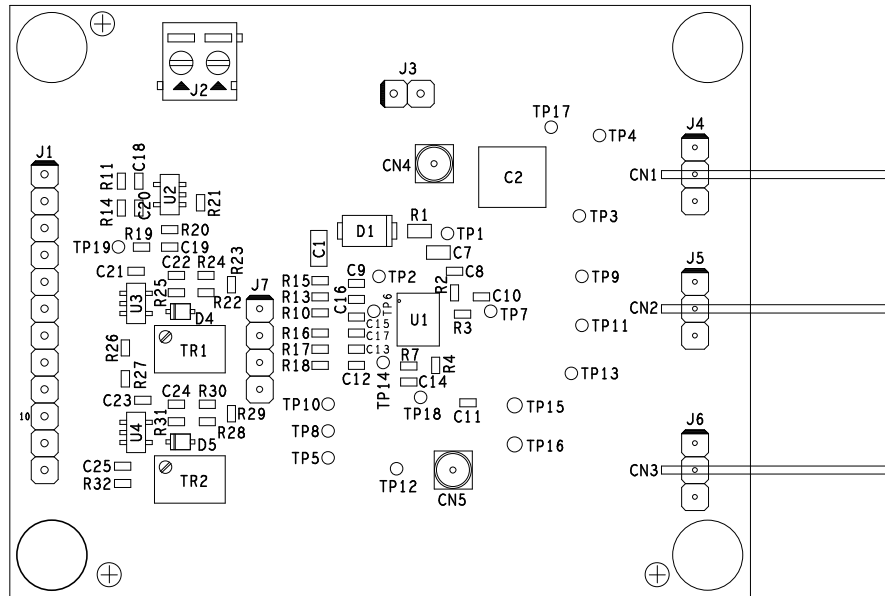 J2
J3
TP17
TP4
J1
C18
J4
CN4
R11
C2
CN1
U2
R21
R14
C20
TP3
R20
R1
TP1
D1
TP19
R19
C19
C1
C7
J5
C21
C22
R24
R23
J7
C9
TP2
C8
TP9
R15
R25
R22
R13
C16
R2
C10
U3
D4
R10
TP6
CN2
U1
R3
TP7
C15
TP11
R16
C17
R26
TR1
R17
C13
R7
R4
R18
C12
TP14
TP13
R27
C14
C23
C24
R30
TP10
TP18
C11
TP15
10
R29
J6
R31
R28
U4
D5
TP8
TP16
TP5
C25
TP12
CN3
R32
TR2
CN5